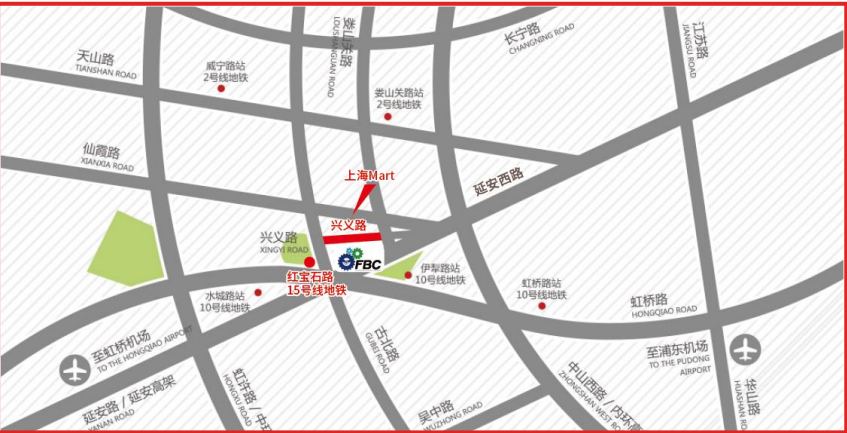 天山路
TIANSHAN ROAD
威宁路站
2号线地铁
娄山关路
LOUSHANGUAN ROAD
娄山关路站
2号线地铁
长宁路
CHANGNING ROAD
江苏路
JIANGSU ROAD
仙霞路
XIANXIA ROAD
上海Mart
延安西路
兴义路
兴义路
XINGYI ROAD
FBC
红宝石路
15号线地铁
伊犁路站
10号线地铁
水城路站
10号线地铁
虹桥路站
10号线地铁
虹桥路
HONGQIAO ROAD
至虹桥机场
TO THE HONGQIAO AIRPORT
古北路
GUBEI ROAD
至浦东机场
TO THE PUDONG
AIRPORT
延安路 / 延安高架
YANAN ROAD
虹许路 / 中环
HONGXU ROAD
吴中路
WUZHONG ROAD
中山西路 / 内环高
ZHONGSHAN WEST RO
华山路
HUASHAN RO